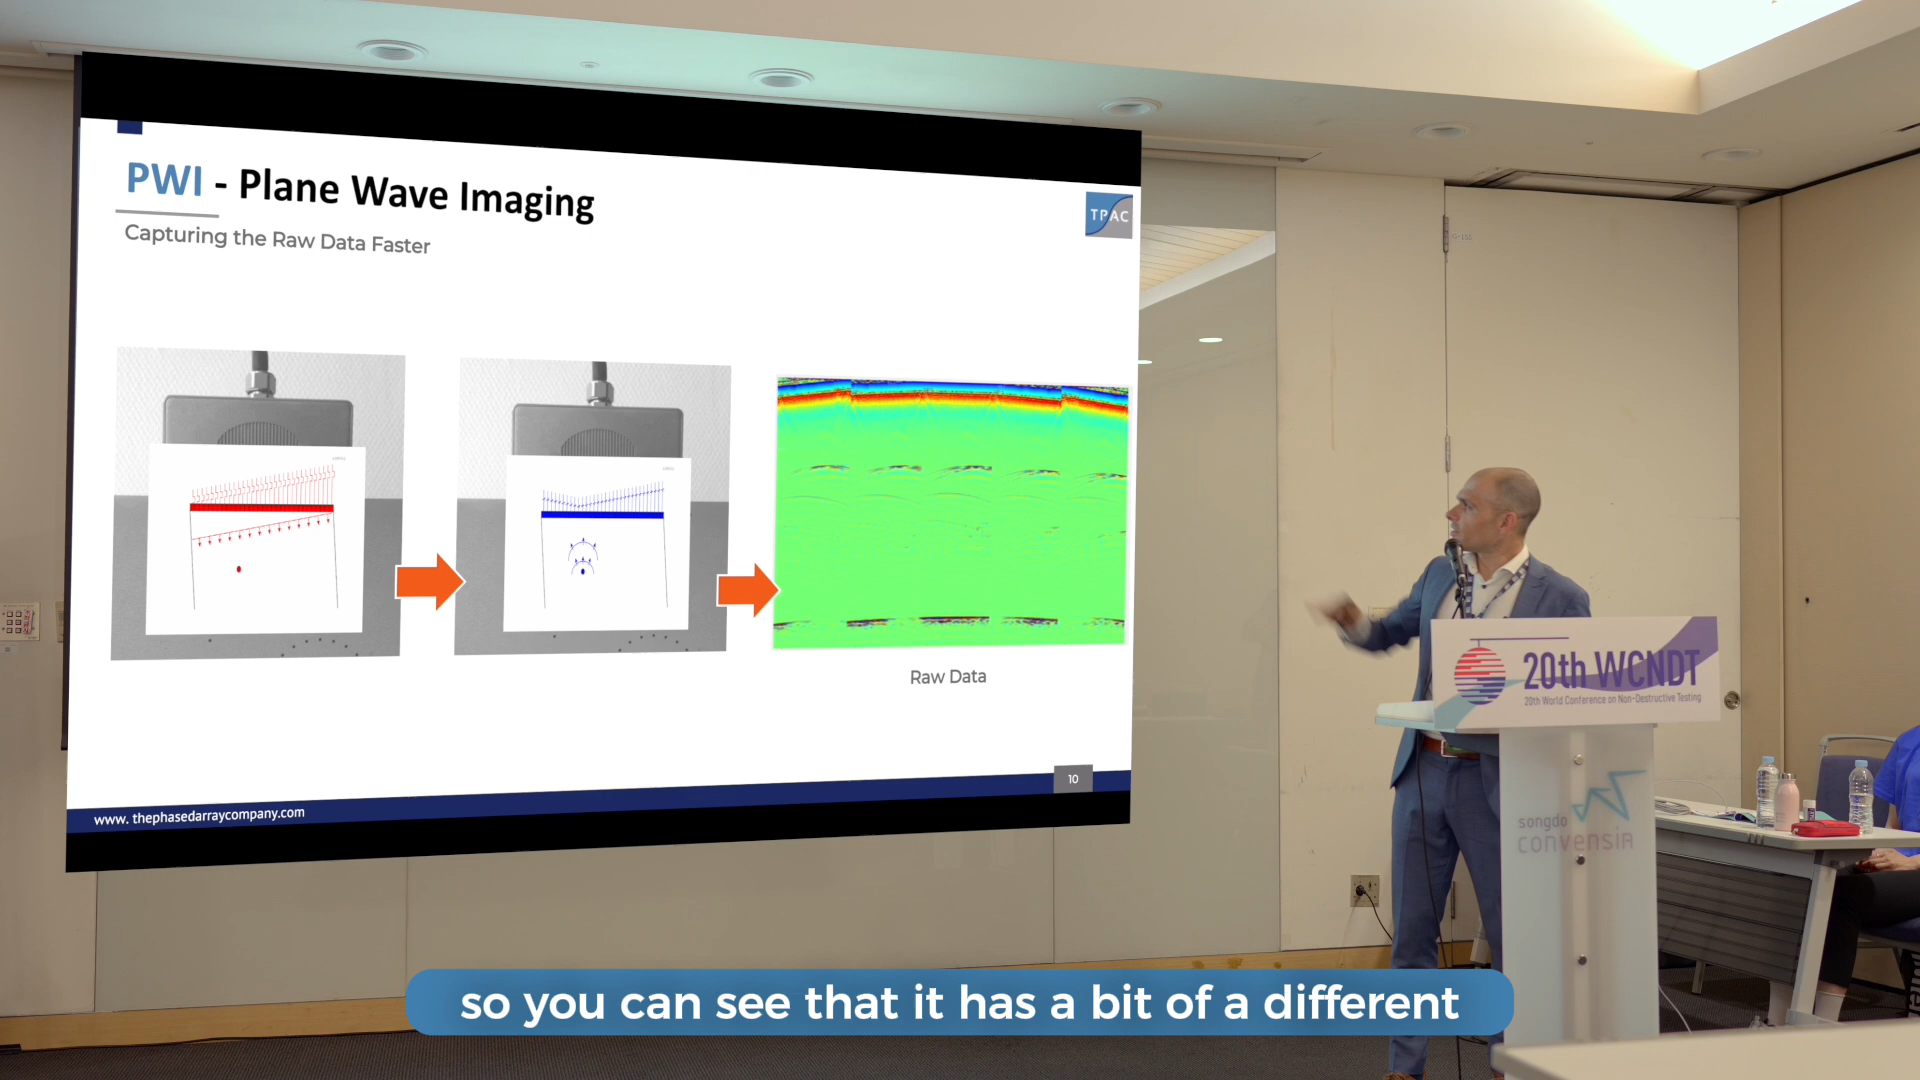 PWI - Plane Wave Imaging
Capturing the Raw Data Faster
TPAC
Raw Data
10
www. thephasedarraycompany.com
20th WCNDT
20th World Conference on Non-Destructive Testing
songdo
convensia
so you can see that it has a bit of a different